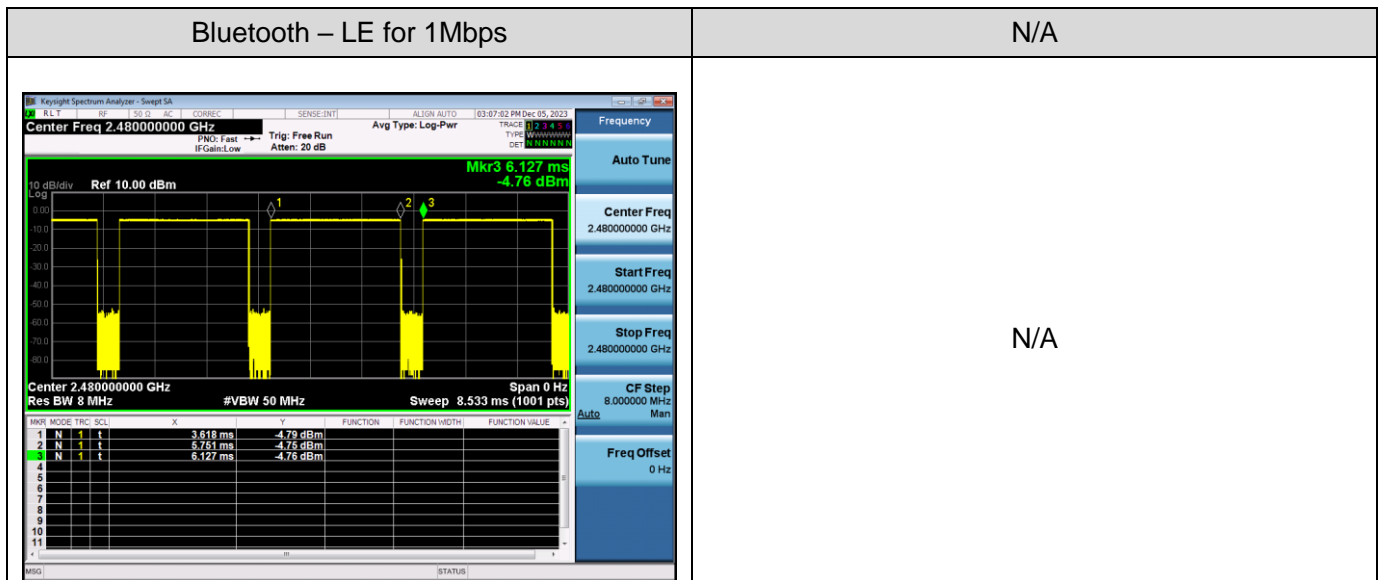 Bluetooth – LE for 1Mbps
N/A
Keysight Spectrum Analyzer - Swept SA
RLT RF 50 Ω AC CORREC SENSE:INT ALIGN AUTO 03:07:02 PM Dec 05, 2023
Center Freq 2.480000000 GHz
PNO: Fast
IFGain:Low
Trig: Free Run
Atten: 20 dB
Avg Type: Log-Pwr
TRACE 1 2 3 4 5 6
TYPE WWWWWW
DET N N N N N N
Mkr3 6.127 ms
-4.76 dBm
10 dB/div Ref 10.00 dBm
Log
1
2
3
0.00
-10.0
-20.0
-30.0
-40.0
-50.0
-60.0
-70.0
-80.0
Center 2.480000000 GHz Span 0 Hz
Res BW 8 MHz #VBW 50 MHz Sweep 8.533 ms (1001 pts)
MKR MODE TRC SCL X Y FUNCTION FUNCTION WIDTH FUNCTION VALUE
1 N 1 t 3.618 ms -4.79 dBm
2 N 1 t 5.751 ms -4.75 dBm
3 N 1 t 6.127 ms -4.76 dBm
4
5
6
7
8
9
10
11
MSG STATUS
Frequency
Auto Tune
Center Freq
2.480000000 GHz
Start Freq
2.480000000 GHz
Stop Freq
2.480000000 GHz
CF Step
8.000000 MHz
Auto Man
Freq Offset
0 Hz
N/A